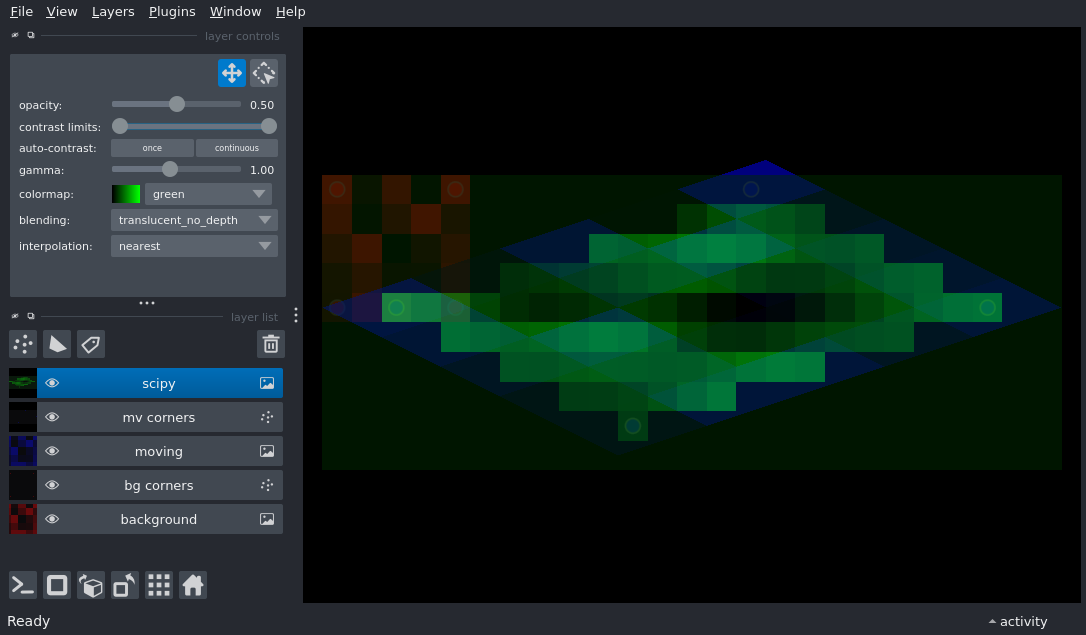 File View Layers Plugins Window Help
layer controls
opacity: 0.50
contrast limits:
auto-contrast: once continuous
gamma: 1.00
colormap: green
blending: translucent_no_depth
interpolation: nearest
layer list
scipy
mv corners
moving
bg corners
background
Ready activity